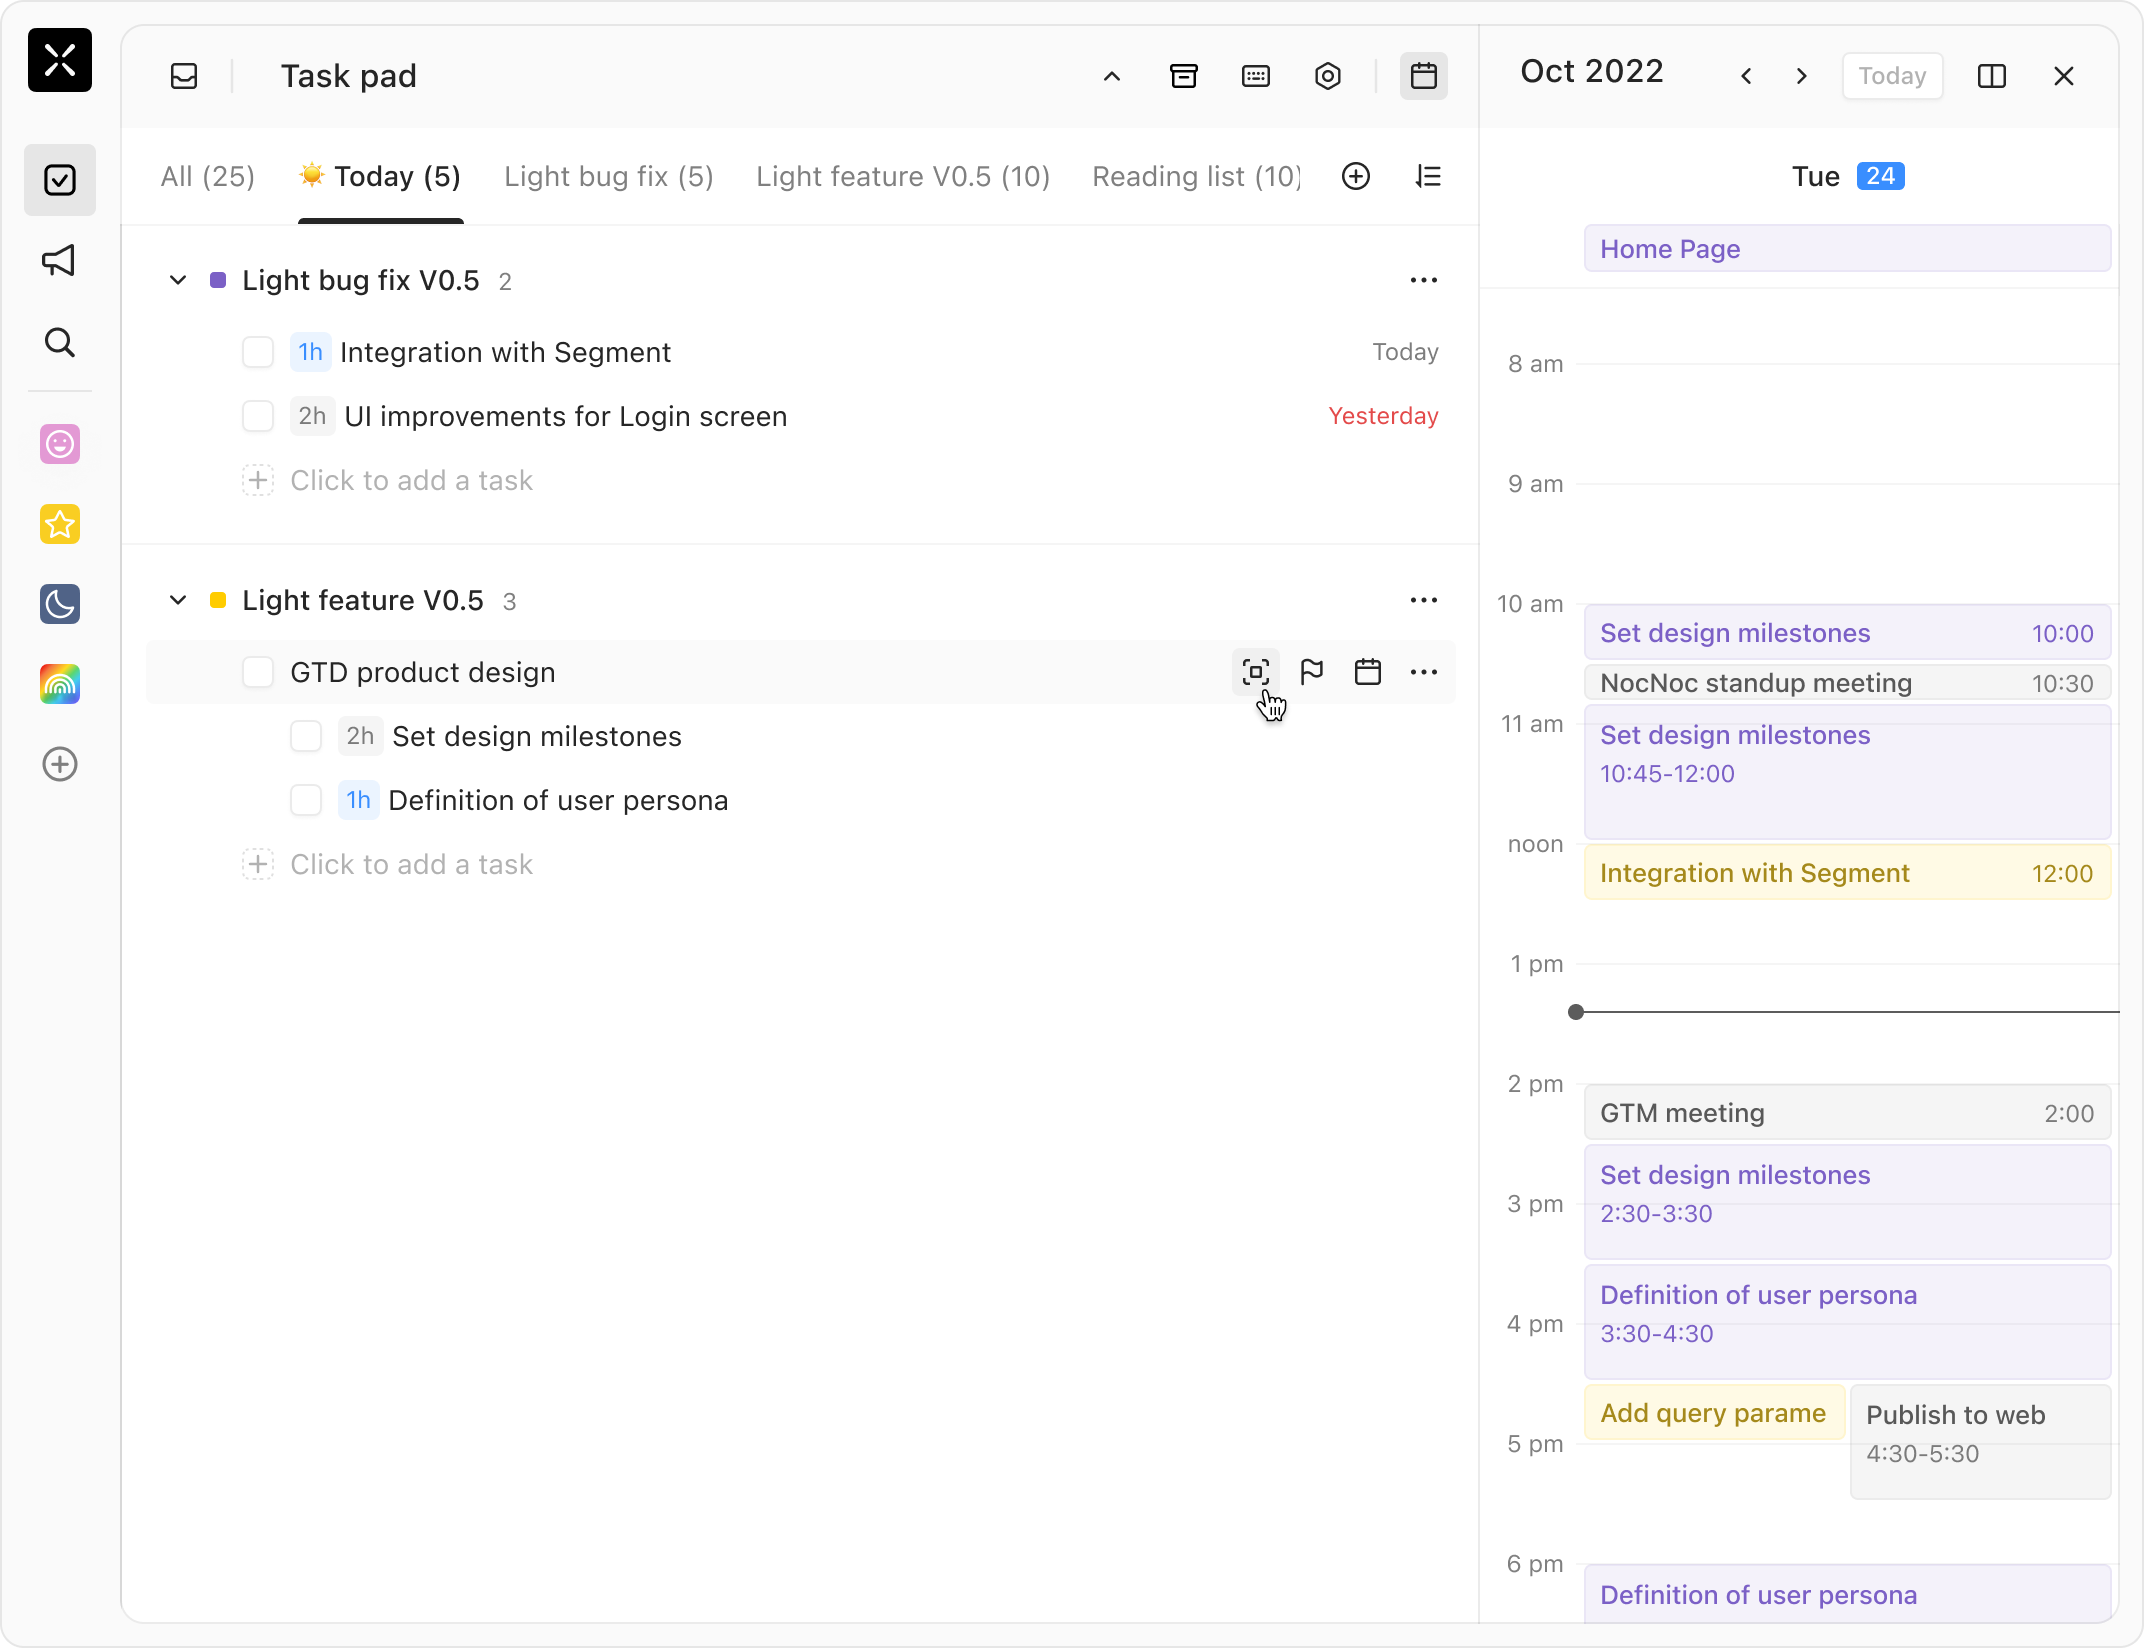 Task pad
All (25)
Today (5)
Light bug fix (5)
Light feature V0.5 (10)
Reading list (10)
Light bug fix V0.5 2
1h Integration with Segment Today
2h UI improvements for Login screen Yesterday
Click to add a task
Light feature V0.5 3
GTD product design
2h Set design milestones
1h Definition of user persona
Click to add a task
Oct 2022
Today
Tue 24
Home Page
8 am
9 am
10 am
Set design milestones 10:00
NocNoc standup meeting 10:30
11 am
Set design milestones
10:45-12:00
noon
Integration with Segment 12:00
1 pm
2 pm
GTM meeting 2:00
Set design milestones
3 pm
2:30-3:30
Definition of user persona
4 pm
3:30-4:30
Add query parame
Publish to web
5 pm
4:30-5:30
6 pm
Definition of user persona